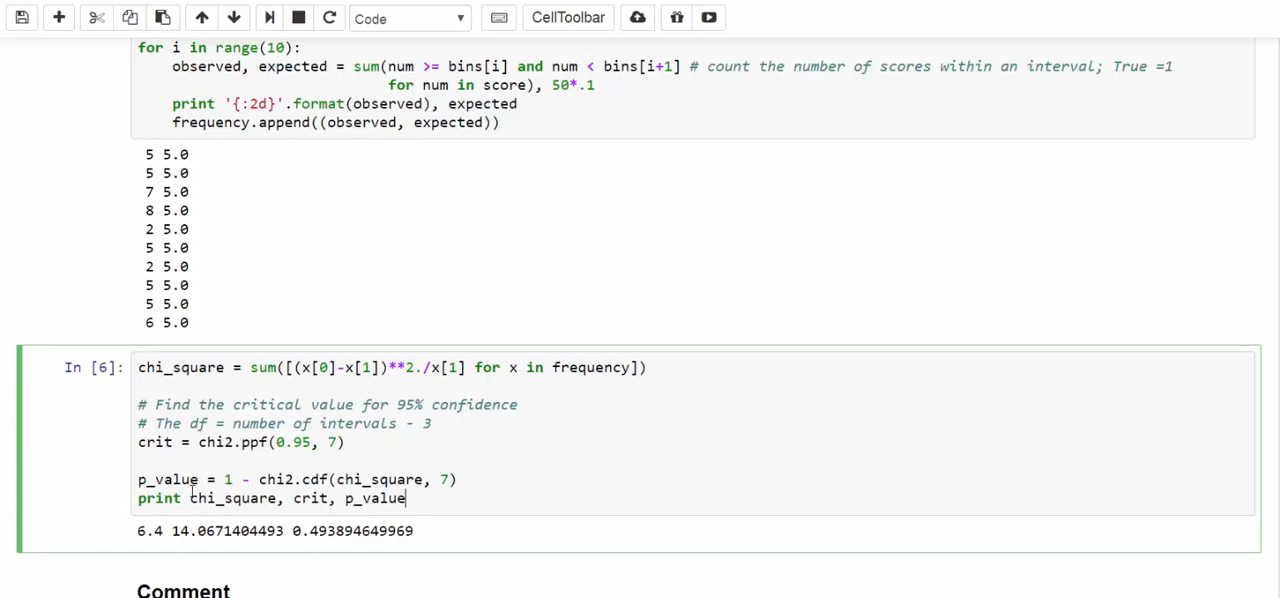 Code CellToolbar
for i in range(10):
observed, expected = sum(num >= bins[i] and num < bins[i+1] # count the number of scores within an interval; True =1
for num in score), 50*.1
print '{:2d}'.format(observed), expected
frequency.append((observed, expected))
5 5.0
5 5.0
7 5.0
8 5.0
2 5.0
5 5.0
2 5.0
5 5.0
5 5.0
6 5.0
In [6]: chi_square = sum([(x[0]-x[1])**2./x[1] for x in frequency])
# Find the critical value for 95% confidence
# The df = number of intervals - 3
crit = chi2.ppf(0.95, 7)
p_value = 1 - chi2.cdf(chi_square, 7)
print chi_square, crit, p_value
6.4 14.0671404493 0.493894649969
Comment